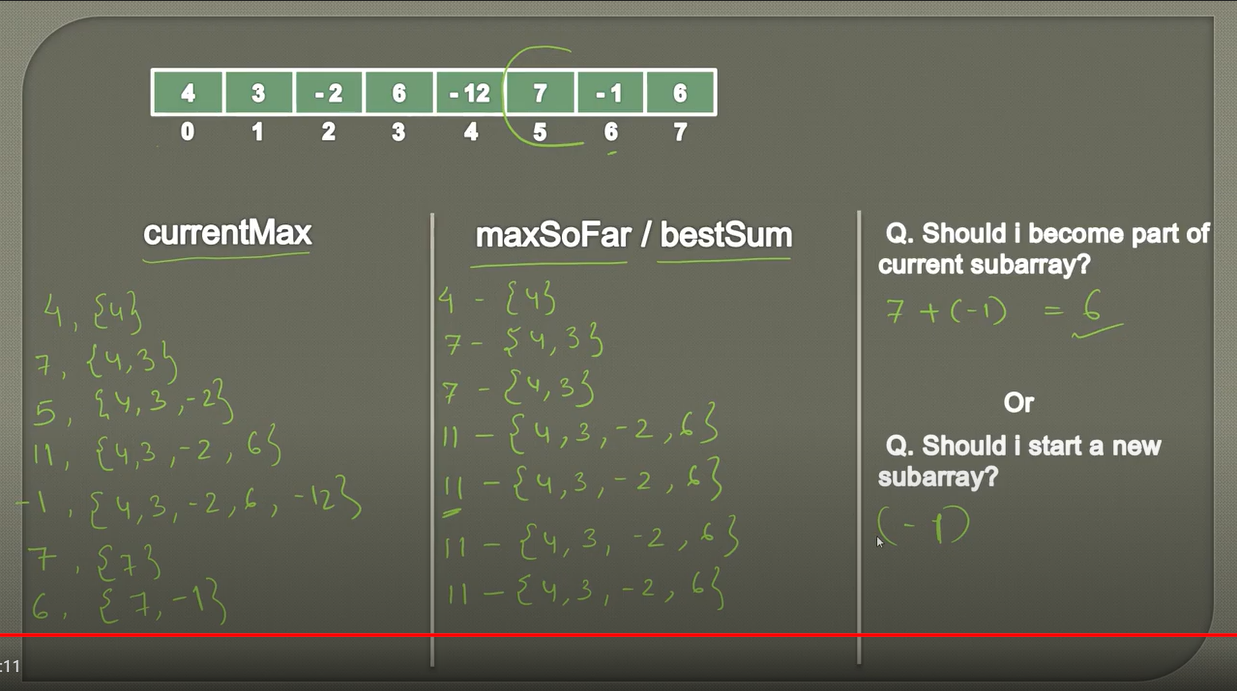 4 3 -2 6 -12 7 -1 6
0 1 2 3 4 5 6 7
currentMax
4, {4}
7, {4,3}
5, {4,3,-2}
11, {4,3,-2,6}
-1, {4,3,-2,6,-12}
7, {7}
6, {7,-1}
maxSoFar / bestSum
4 - {4}
7 - {4,3}
7 - {4,3}
11 - {4,3,-2,6}
11 - {4,3,-2,6}
11 - {4,3,-2,6}
11 - {4,3,-2,6}
Q. Should i become part of
current subarray?
7 + (-1) = 6
Or
Q. Should i start a new
subarray?
(-1)
:11